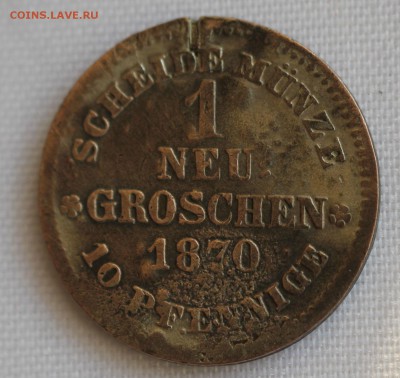 COINS.LAVE.RU
SCHEIDE MÜNZE
1
NEU
GROSCHEN
1870
10 PFENNIGE